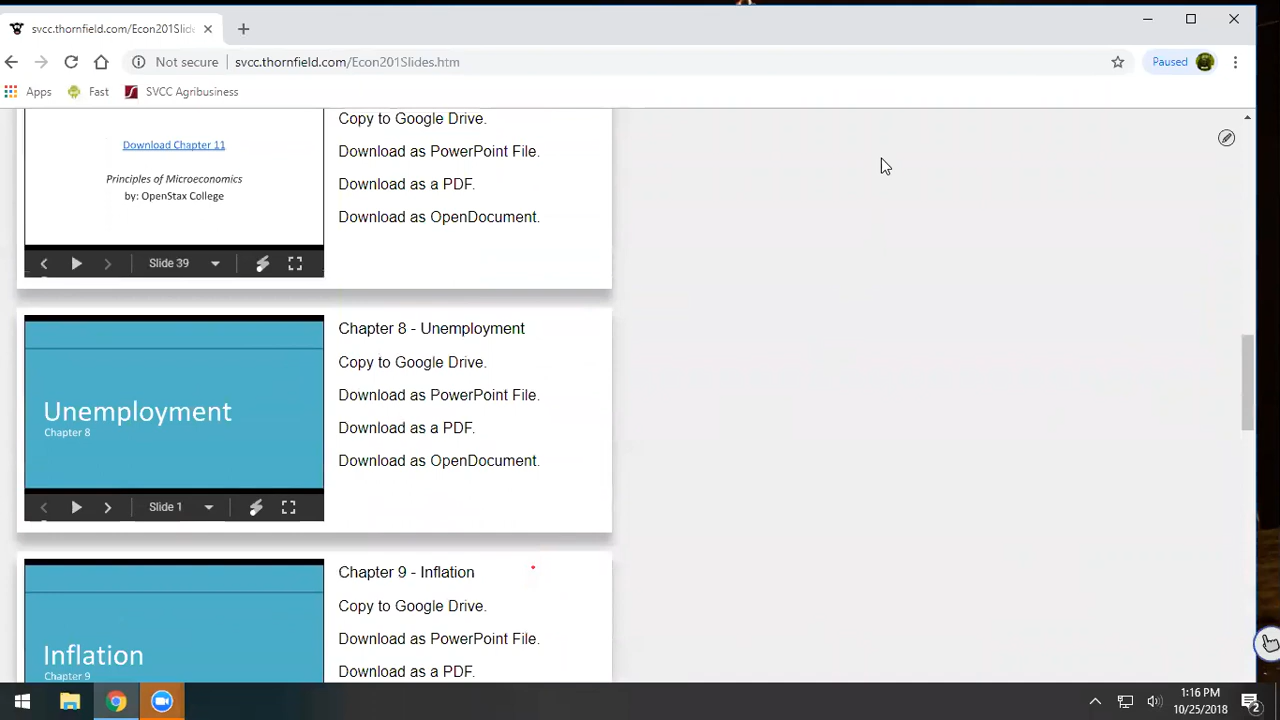 svcc.thornfield.com/Econ201Slide
Not secure svcc.thornfield.com/Econ201Slides.htm Paused
Apps Fast SVCC Agribusiness
Download Chapter 11
Principles of Microeconomics
by: OpenStax College
Slide 39
Copy to Google Drive.
Download as PowerPoint File.
Download as a PDF.
Download as OpenDocument.
Unemployment
Chapter 8
Slide 1
Chapter 8 - Unemployment
Copy to Google Drive.
Download as PowerPoint File.
Download as a PDF.
Download as OpenDocument.
Inflation
Chapter 9
Chapter 9 - Inflation
Copy to Google Drive.
Download as PowerPoint File.
Download as a PDF.
1:16 PM
10/25/2018
2